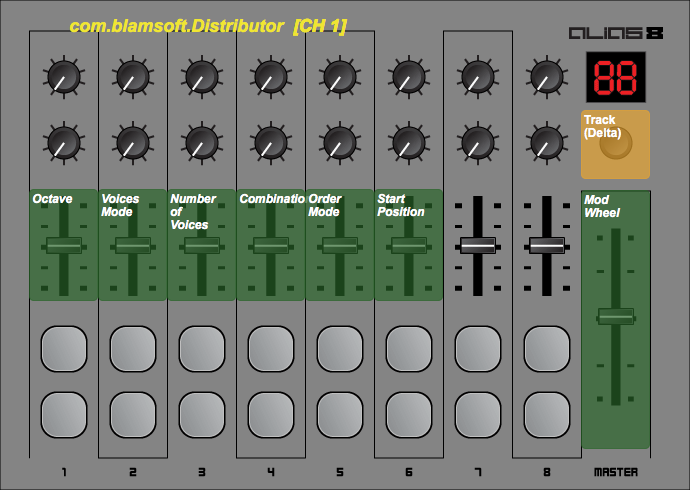 com.blamsoft.Distributor [CH 1]
ALIAS 8
88
Track
(Delta)
Octave
Voices
Mode
Number
of
Voices
Combinatio
Order
Mode
Start
Position
Mod
Wheel
1 2 3 4 5 6 7 8 MASTER